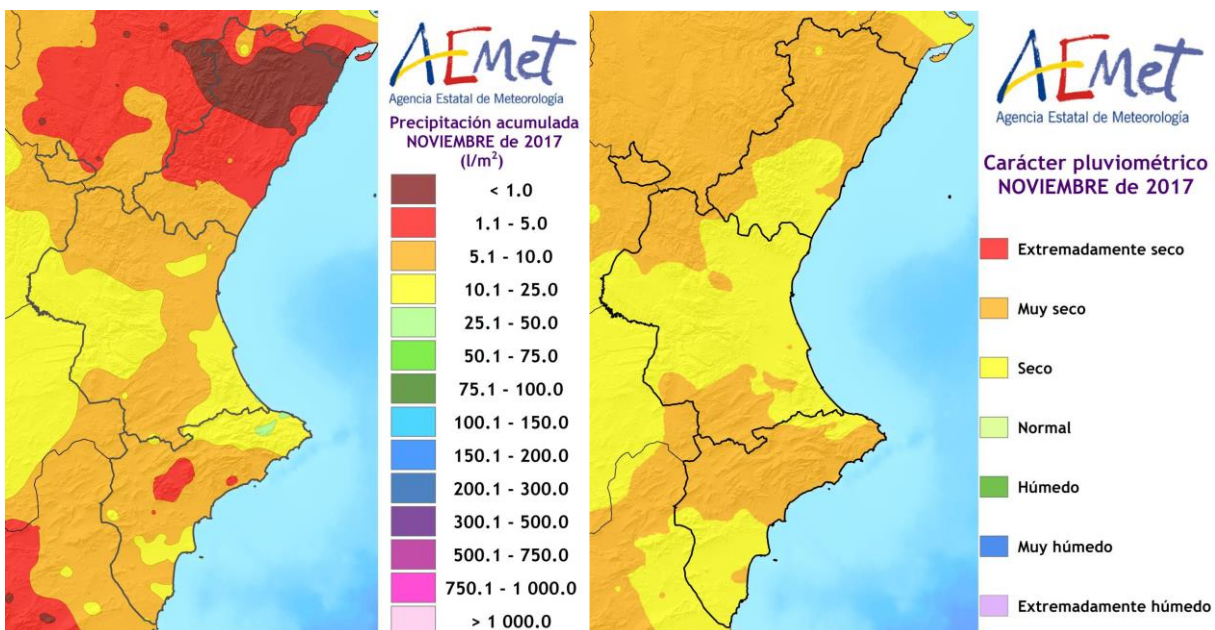 AEmet
Agencia Estatal de Meteorología
Precipitación acumulada
NOVIEMBRE de 2017
(l/m²)
< 1.0
1.1 - 5.0
5.1 - 10.0
10.1 - 25.0
25.1 - 50.0
50.1 - 75.0
75.1 - 100.0
100.1 - 150.0
150.1 - 200.0
200.1 - 300.0
300.1 - 500.0
500.1 - 750.0
750.1 - 1 000.0
> 1 000.0
AEmet
Agencia Estatal de Meteorología
Carácter pluviométrico
NOVIEMBRE de 2017
Extremadamente seco
Muy seco
Seco
Normal
Húmedo
Muy húmedo
Extremadamente húmedo